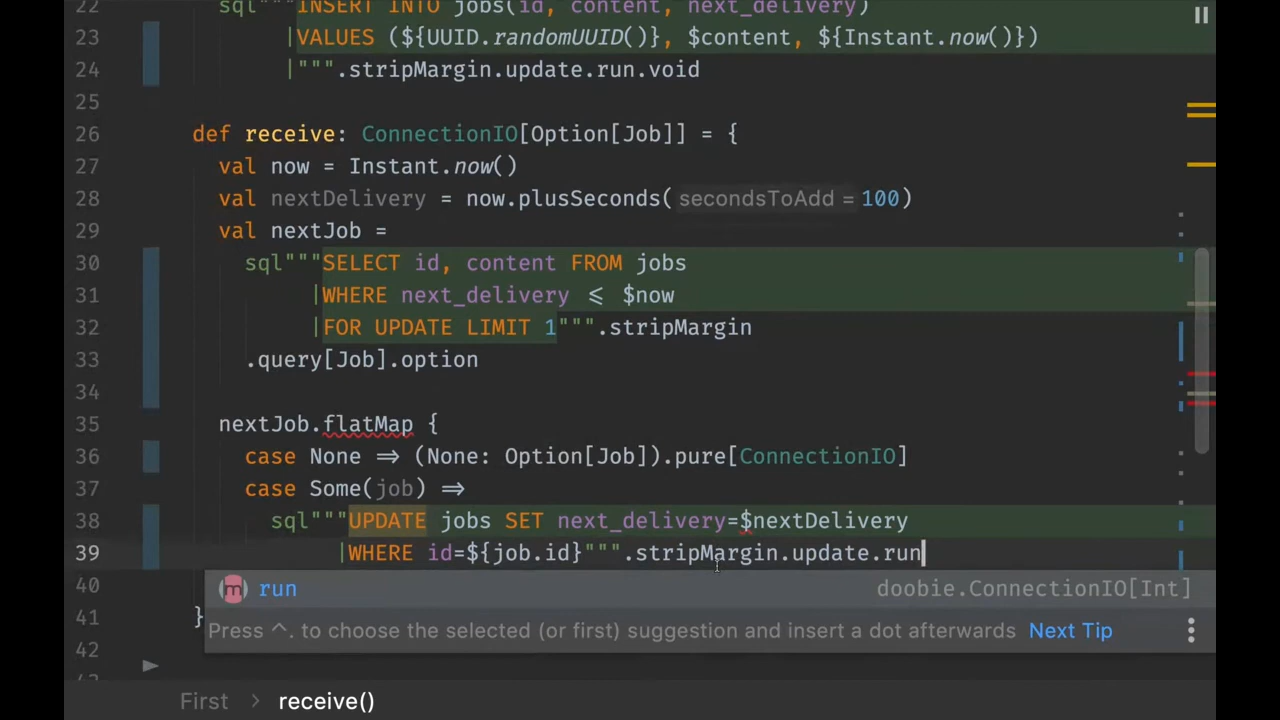 22 sql"""INSERT INTO jobs(id, content, next_delivery)
23 |VALUES (${UUID.randomUUID()}, $content, ${Instant.now()})
24 |""".stripMargin.update.run.void
25
26 def receive: ConnectionIO[Option[Job]] = {
27 val now = Instant.now()
28 val nextDelivery = now.plusSeconds( secondsToAdd = 100)
29 val nextJob =
30 sql"""SELECT id, content FROM jobs
31 |WHERE next_delivery <= $now
32 |FOR UPDATE LIMIT 1""".stripMargin
33 .query[Job].option
34
35 nextJob.flatMap {
36 case None => (None: Option[Job]).pure[ConnectionIO]
37 case Some(job) =>
38 sql"""UPDATE jobs SET next_delivery=$nextDelivery
39 |WHERE id=${job.id}""".stripMargin.update.run
40 m run doobie.ConnectionIO[Int]
41 } Press ^. to choose the selected (or first) suggestion and insert a dot afterwards Next Tip
42
First > receive()